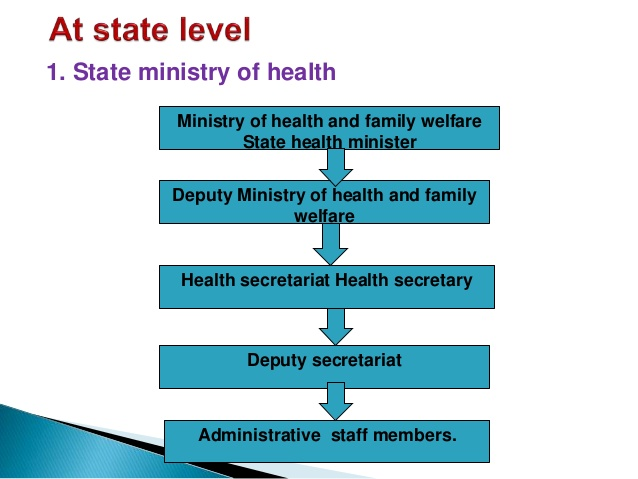 At state level
1. State ministry of health
Ministry of health and family welfare
State health minister
Deputy Ministry of health and family
welfare
Health secretariat Health secretary
Deputy secretariat
Administrative staff members.